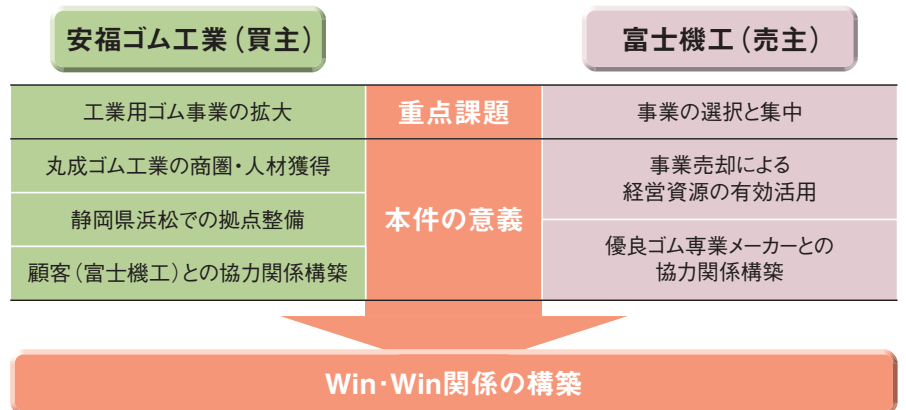 安福ゴム工業（買主）
富士機工（売主）
工業用ゴム事業の拡大
重点課題
事業の選択と集中
丸成ゴム工業の商圏・人材獲得
静岡県浜松での拠点整備
顧客（富士機工）との協力関係構築
本件の意義
事業売却による
経営資源の有効活用
優良ゴム専業メーカーとの
協力関係構築
Win・Win関係の構築